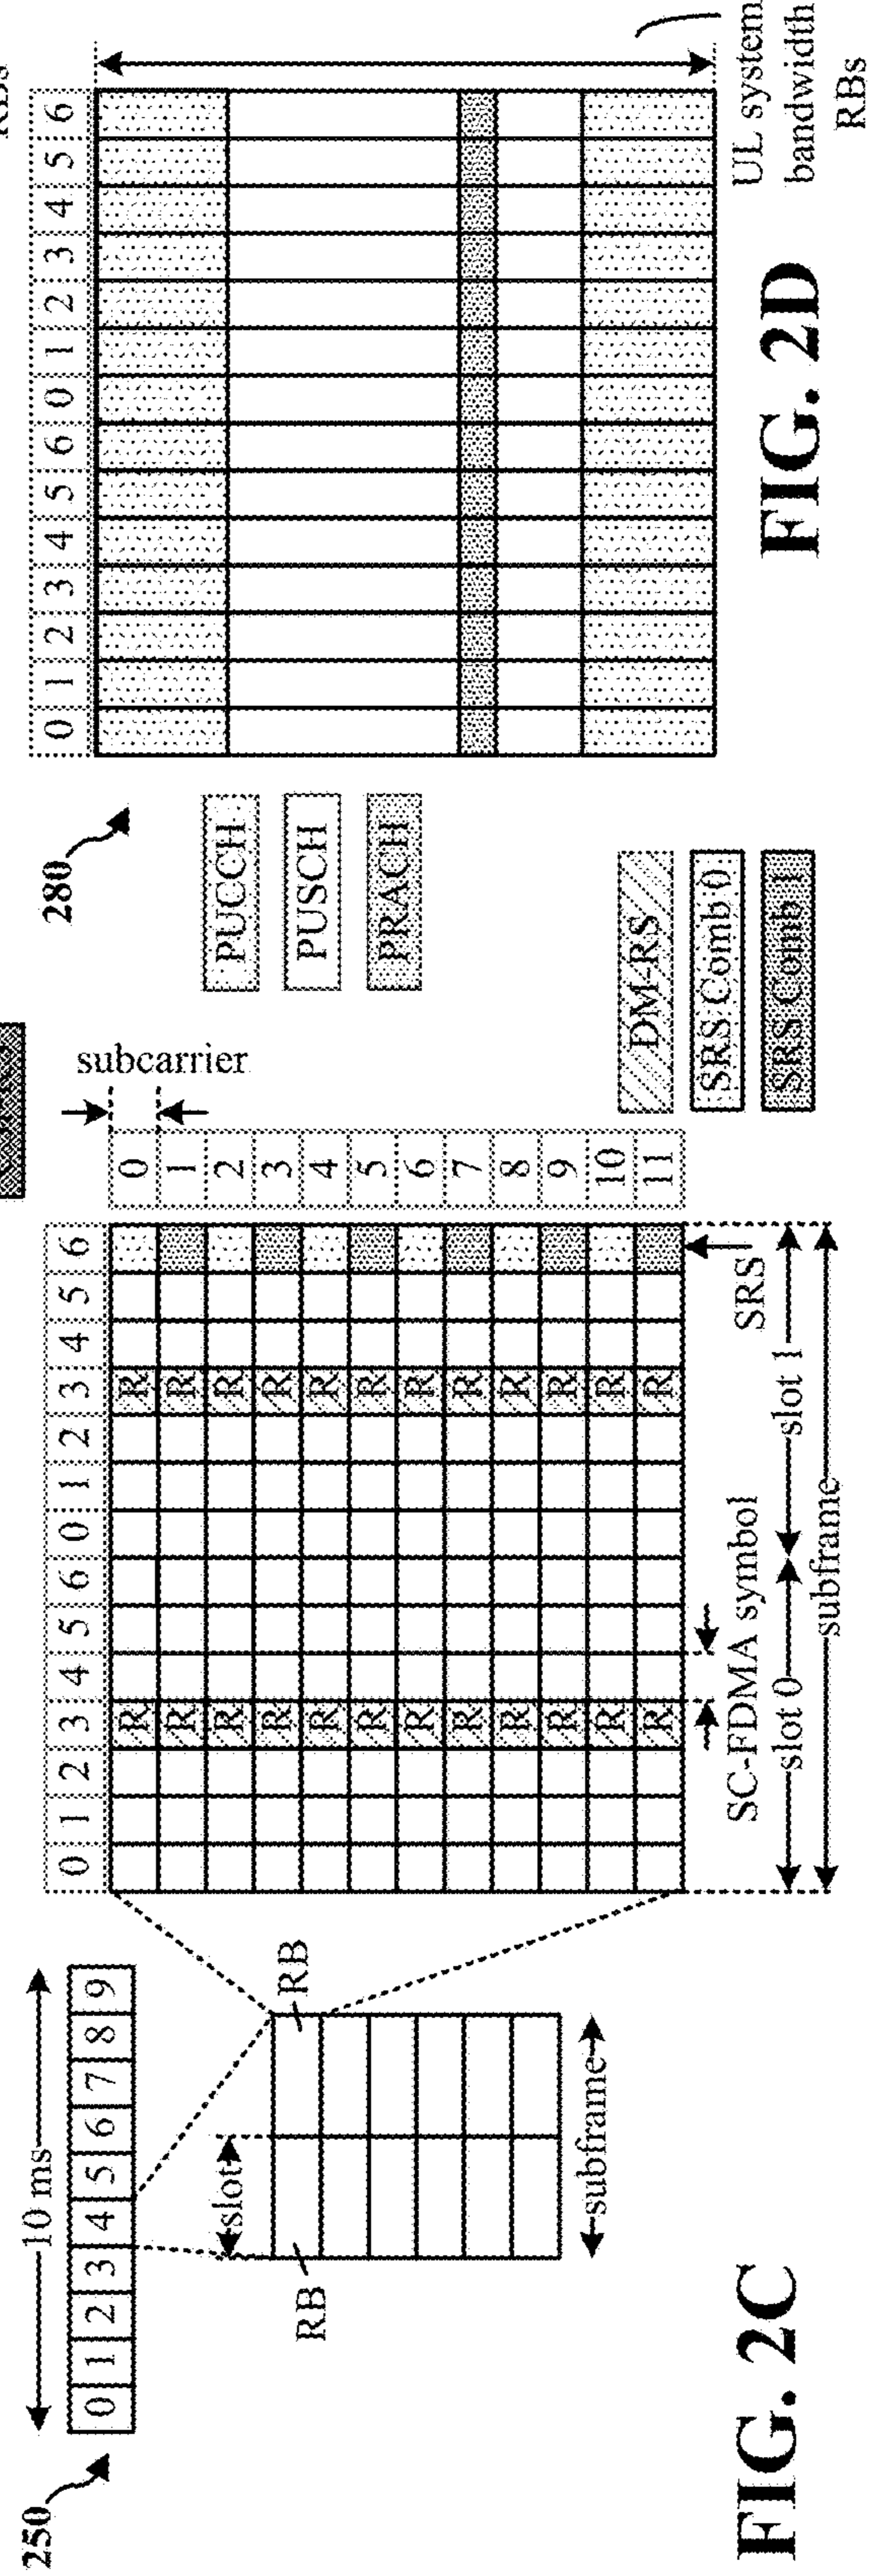 250
10 ms
0 1 2 3 4 5 6 7 8 9
slot
RB
RB
subframe
FIG. 2C
0 1 2 3 4 5 6 0 1 2 3 4 5 6
subcarrier
R R 0
R R 1
R R 2
R R 3
R R 4
R R 5
R R 6
R R 7
R R 8
R R 9
R R 10
R R 11
SC-FDMA symbol
SRS
slot 0
slot 1
subframe
DM-RS
SRS Comb 0
SRS Comb 1
280
PUCCH
PUSCH
PRACH
0 1 2 3 4 5 6 0 1 2 3 4 5 6
UL system
bandwidth
RBs
FIG. 2D